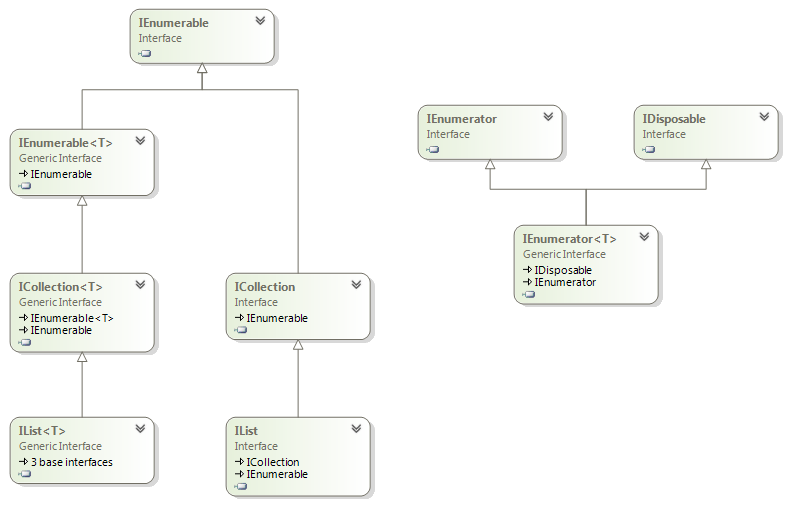 IEnumerable
Interface
IEnumerator
Interface
IDisposable
Interface
IEnumerable<T>
Generic Interface
IEnumerable
IEnumerator<T>
Generic Interface
IDisposable
IEnumerator
ICollection<T>
Generic Interface
IEnumerable<T>
IEnumerable
ICollection
Interface
IEnumerable
IList<T>
Generic Interface
3 base interfaces
IList
Interface
ICollection
IEnumerable